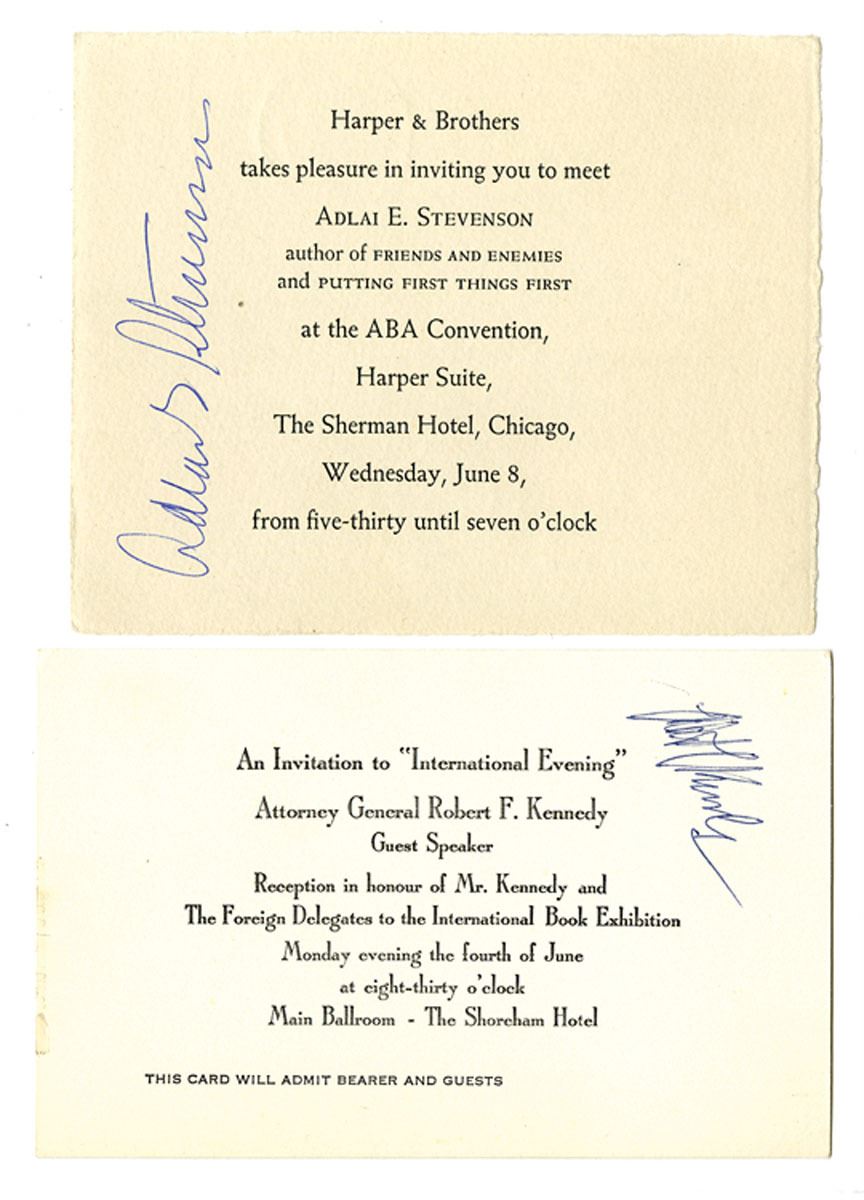 Harper & Brothers
takes pleasure in inviting you to meet
ADLAI E. STEVENSON
author of FRIENDS AND ENEMIES
and PUTTING FIRST THINGS FIRST
at the ABA Convention,
Harper Suite,
The Sherman Hotel, Chicago,
Wednesday, June 8,
from five-thirty until seven o'clock
Adlai E Stevenson
An Invitation to "International Evening"
Attorney General Robert F. Kennedy
Guest Speaker
Reception in honour of Mr. Kennedy and
The Foreign Delegates to the International Book Exhibition
Monday evening the fourth of June
at eight-thirty o'clock
Main Ballroom - The Shoreham Hotel
THIS CARD WILL ADMIT BEARER AND GUESTS